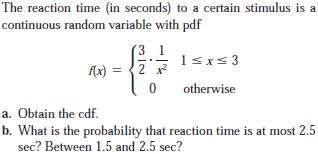 The reaction time (in seconds) to a certain stimulus is a
continuous random variable with pdf
f(x) = { 3/2 · 1/x² 1 ≤ x ≤ 3
0 otherwise
a. Obtain the cdf.
b. What is the probability that reaction time is at most 2.5
sec? Between 1.5 and 2.5 sec?